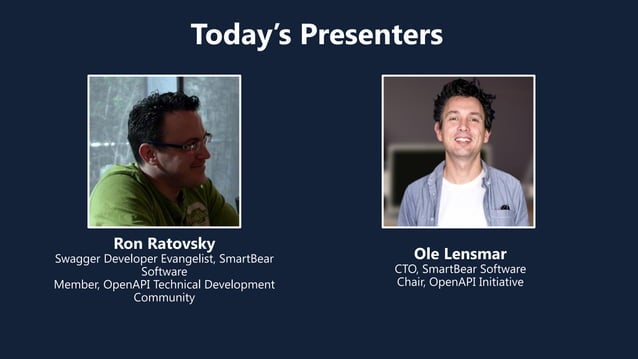 Today's Presenters
Ron Ratovsky
Swagger Developer Evangelist, SmartBear
Software
Member, OpenAPI Technical Development
Community
Ole Lensmar
CTO, SmartBear Software
Chair, OpenAPI Initiative